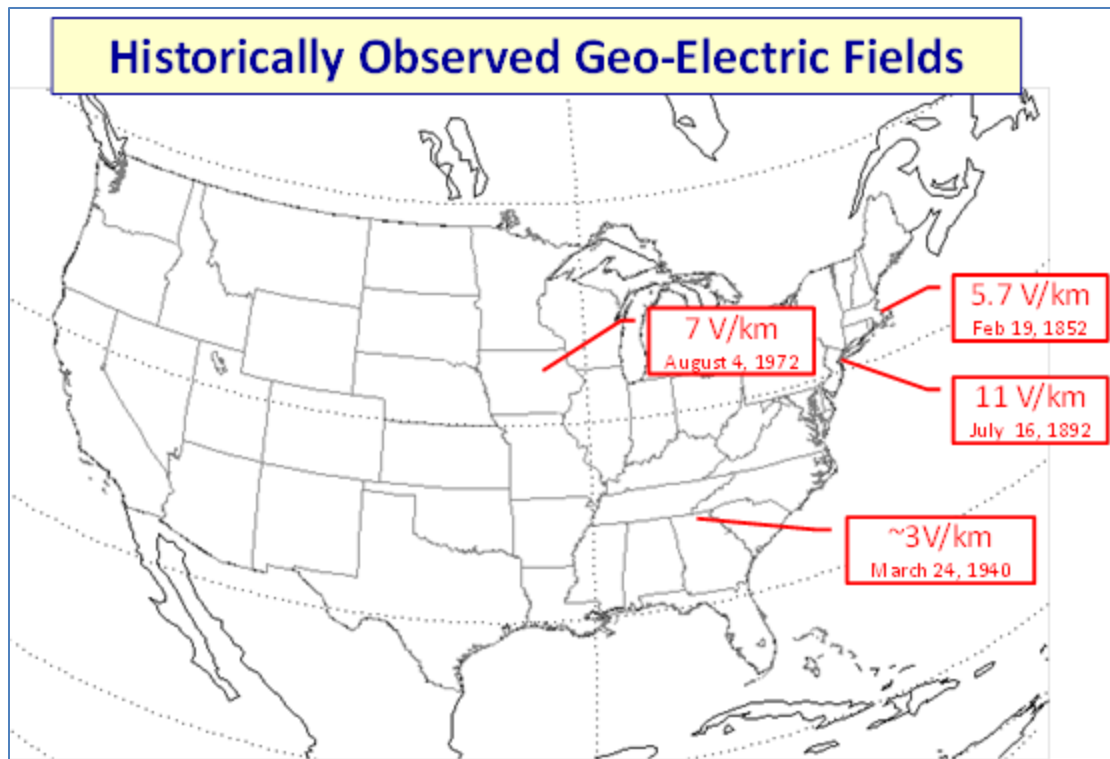 Historically Observed Geo-Electric Fields
5.7 V/km
Feb 19, 1852
7 V/km
August 4, 1972
11 V/km
July 16, 1892
~3V/km
March 24, 1940